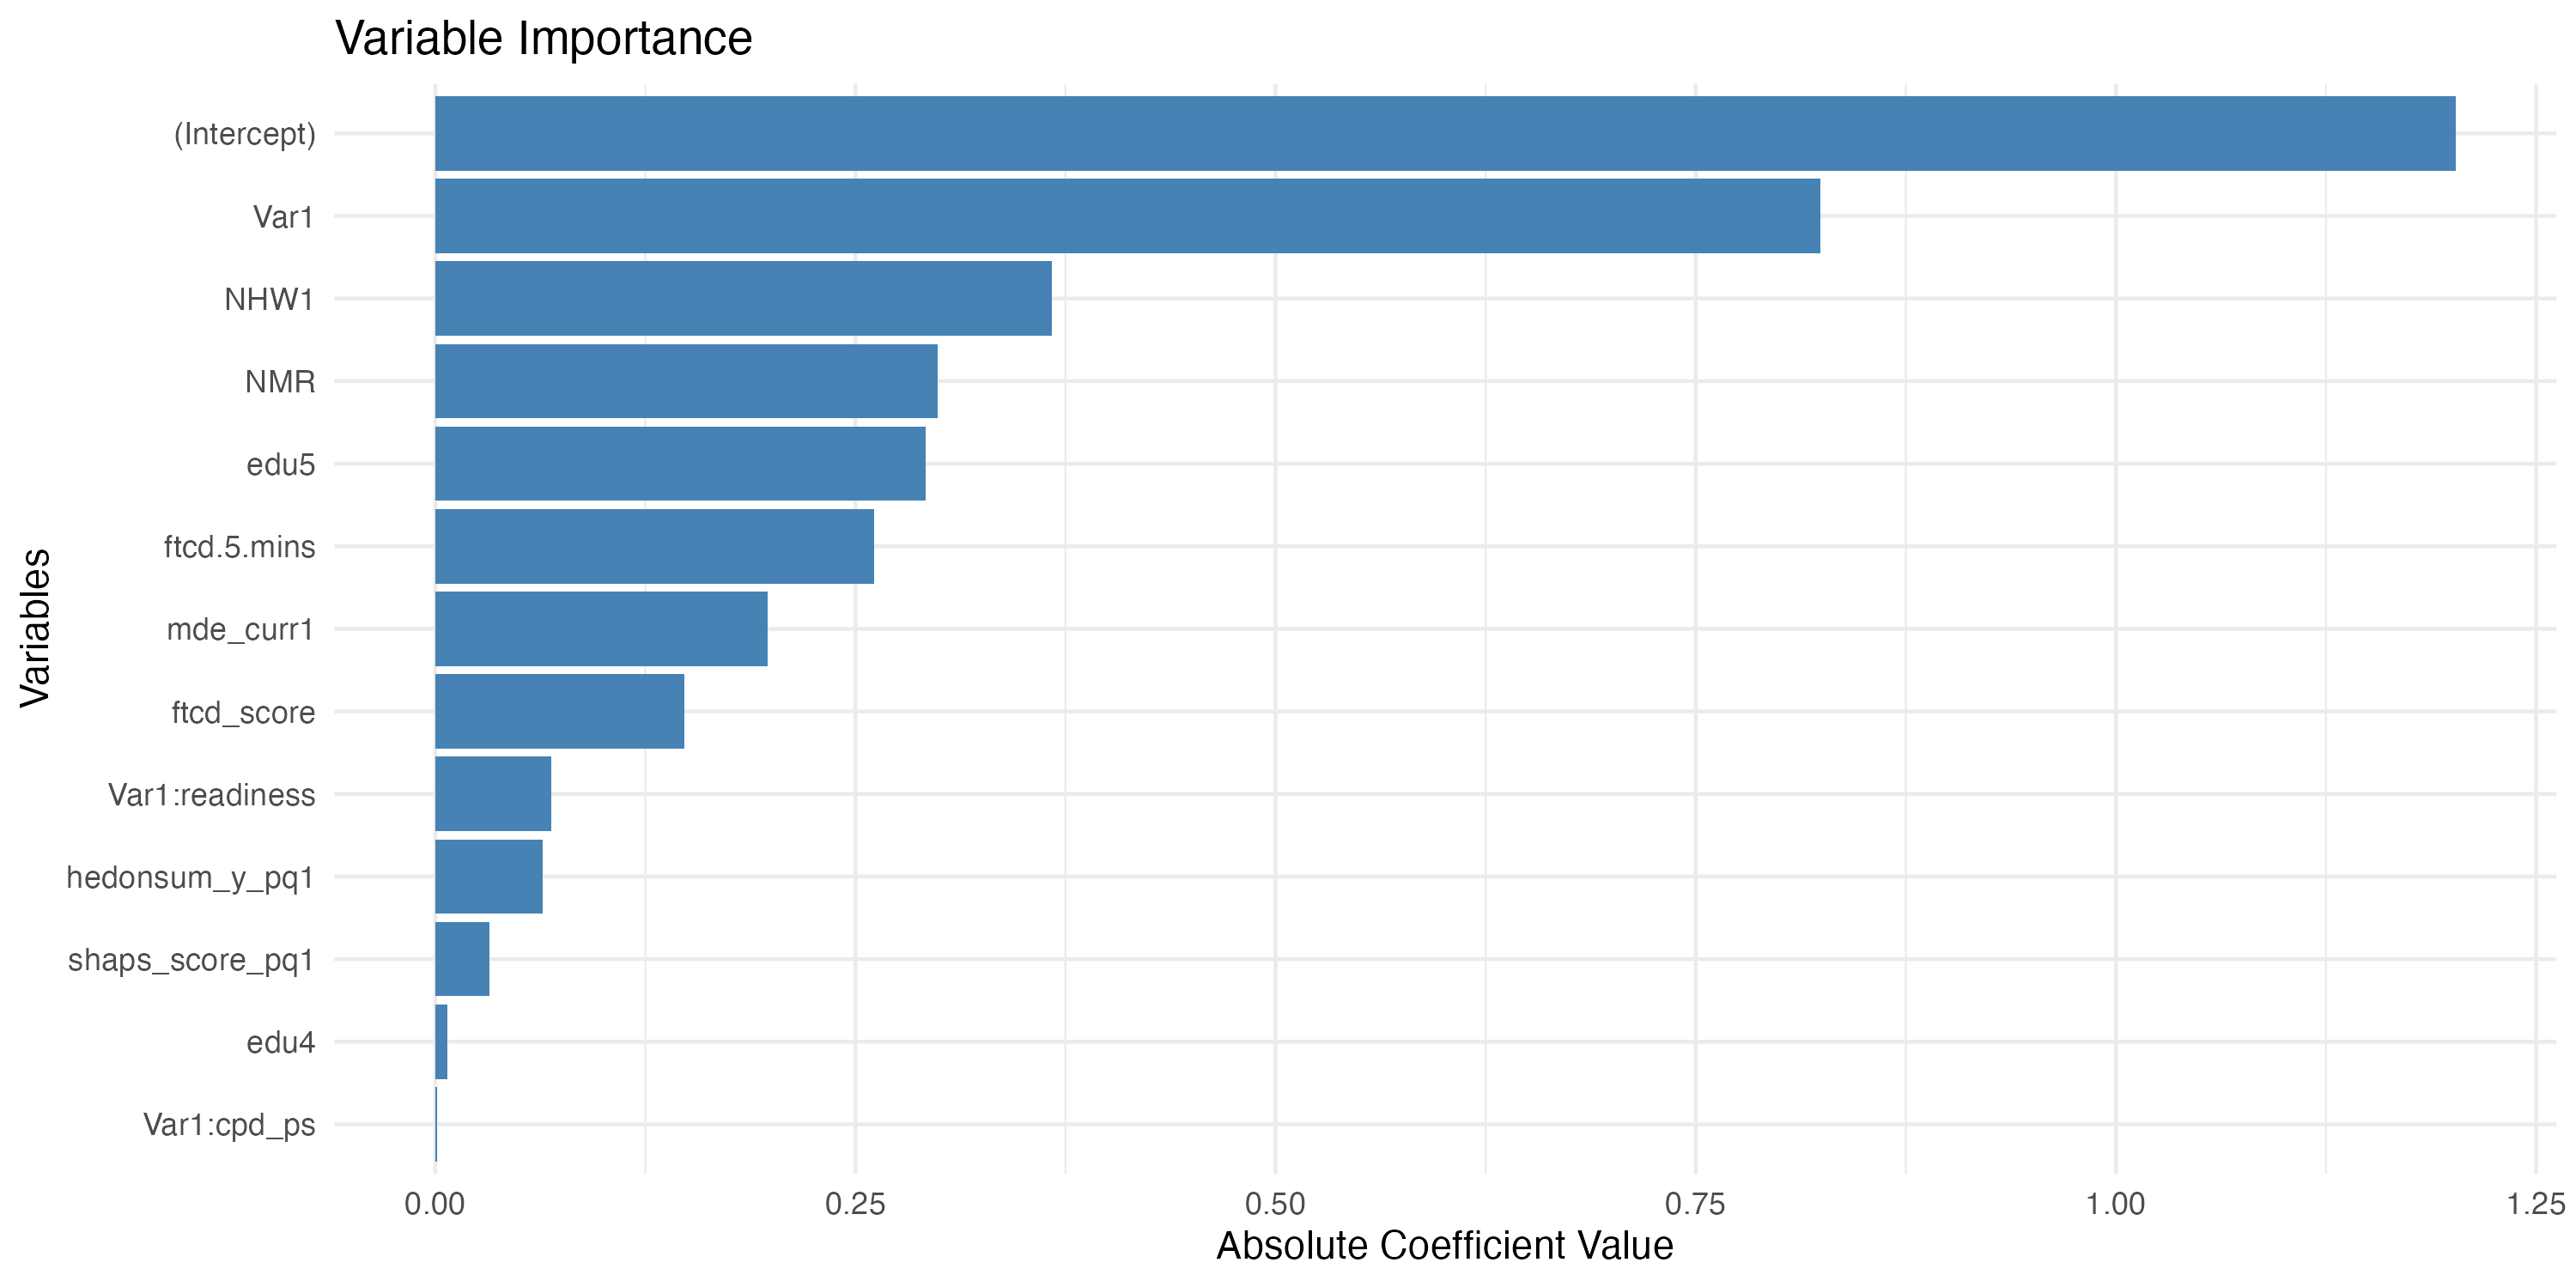 Variable Importance
(Intercept)
Var1
NHW1
NMR
edu5
ftcd.5.mins
mde_curr1
ftcd_score
Var1:readiness
hedonsum_y_pq1
shaps_score_pq1
edu4
Var1:cpd_ps
Variables
0.00 0.25 0.50 0.75 1.00 1.25
Absolute Coefficient Value